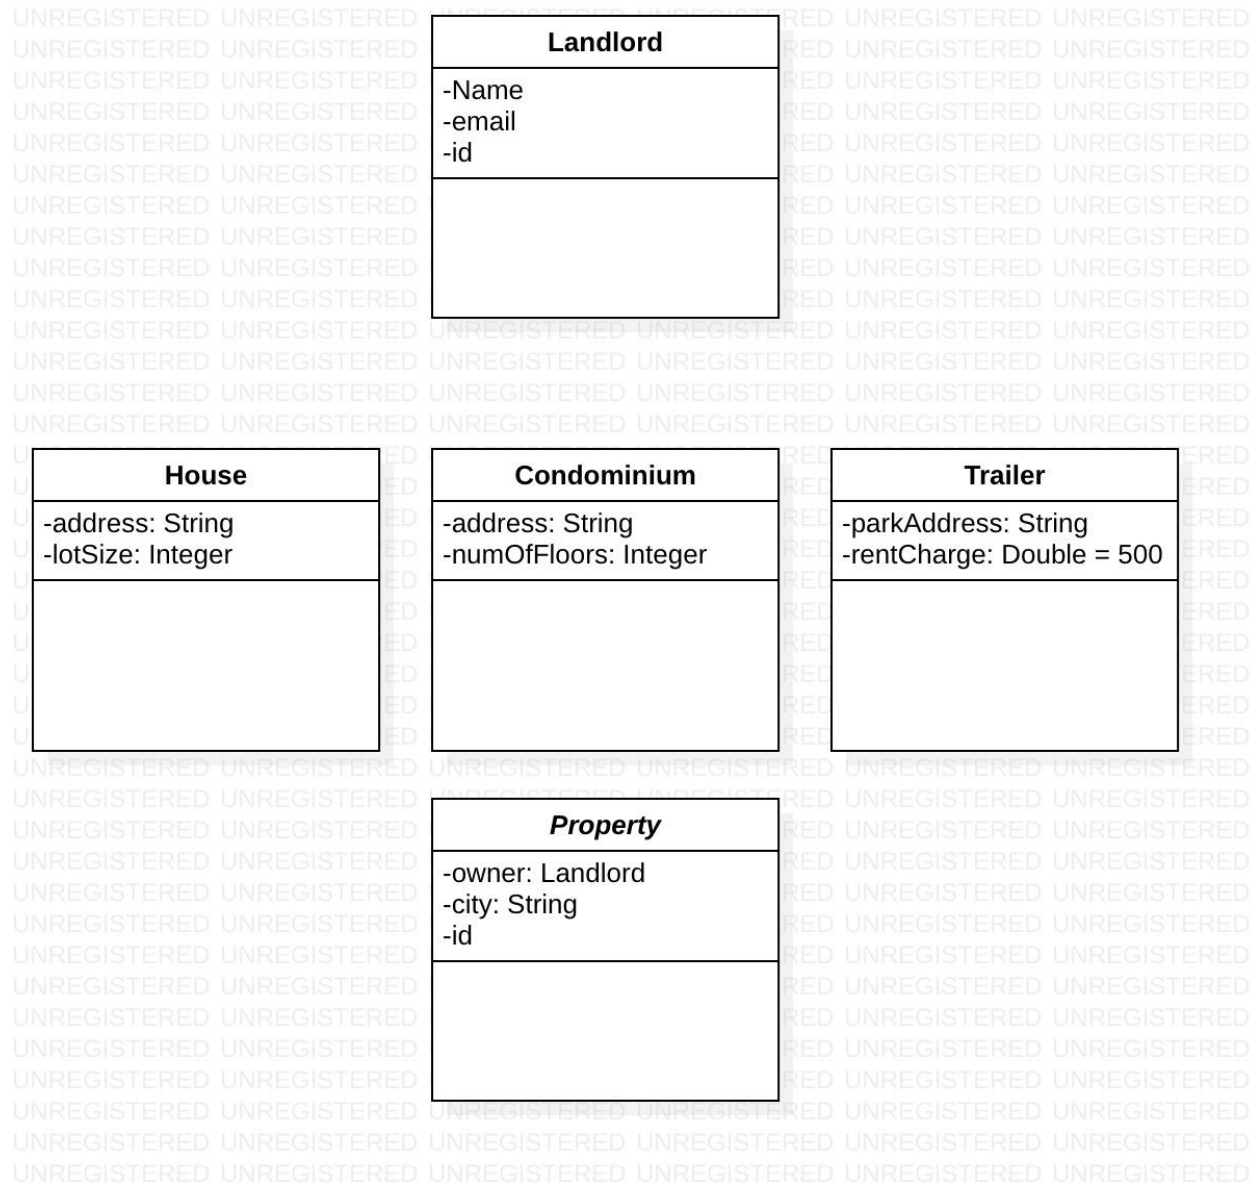 Landlord
-Name
-email
-id
House
-address: String
-lotSize: Integer
Condominium
-address: String
-numOfFloors: Integer
Trailer
-parkAddress: String
-rentCharge: Double = 500
Property
-owner: Landlord
-city: String
-id
UNREGISTERED